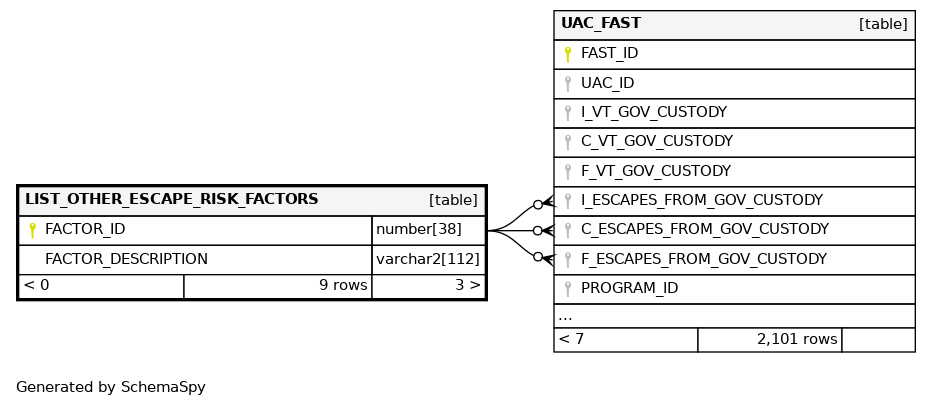 UAC_FAST [table]
FAST_ID
UAC_ID
I_VT_GOV_CUSTODY
C_VT_GOV_CUSTODY
F_VT_GOV_CUSTODY
I_ESCAPES_FROM_GOV_CUSTODY
C_ESCAPES_FROM_GOV_CUSTODY
F_ESCAPES_FROM_GOV_CUSTODY
PROGRAM_ID
...
< 7 2,101 rows
LIST_OTHER_ESCAPE_RISK_FACTORS [table]
FACTOR_ID number[38]
FACTOR_DESCRIPTION varchar2[112]
< 0 9 rows 3 >
Generated by SchemaSpy